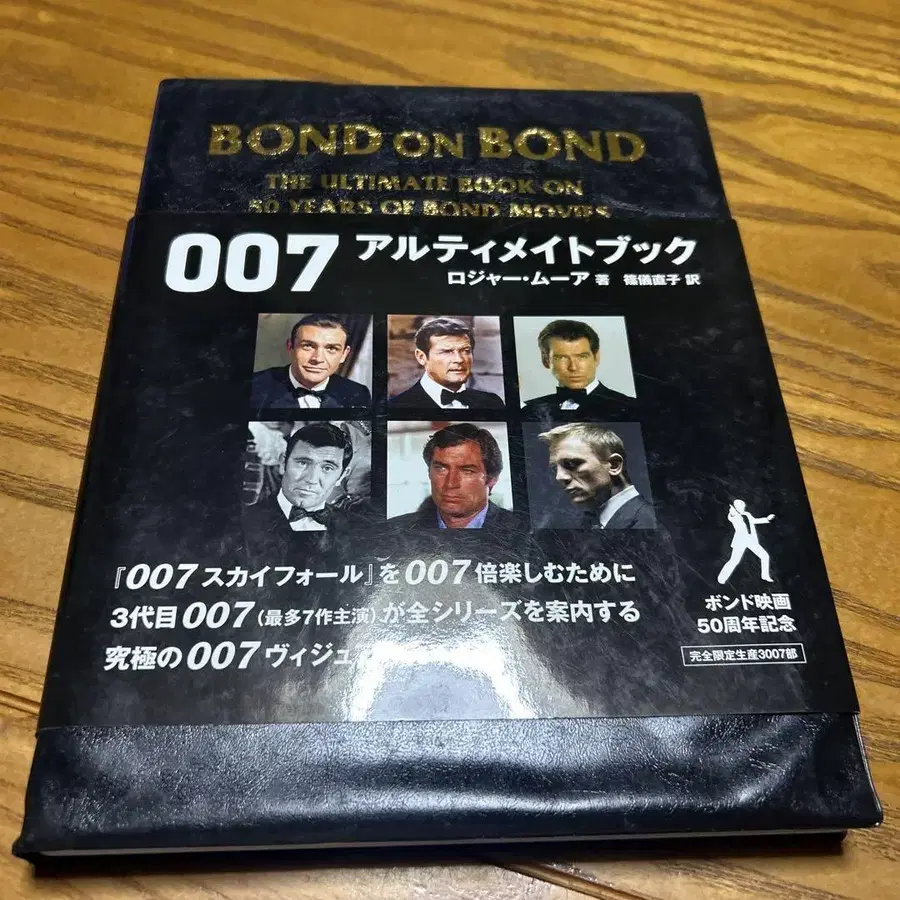 BOND ON BOND
THE ULTIMATE BOOK ON
50 YEARS OF BOND MOVIES
007 アルティメイトブック
ロジャー・ムーア 著 篠儀直子 訳
『007 スカイフォール』を007倍楽しむために
3代目007(最多7作主演)が全シリーズを案内する
究極の007ヴィジュ
ボンド映画
50周年記念
完全限定生産3007部